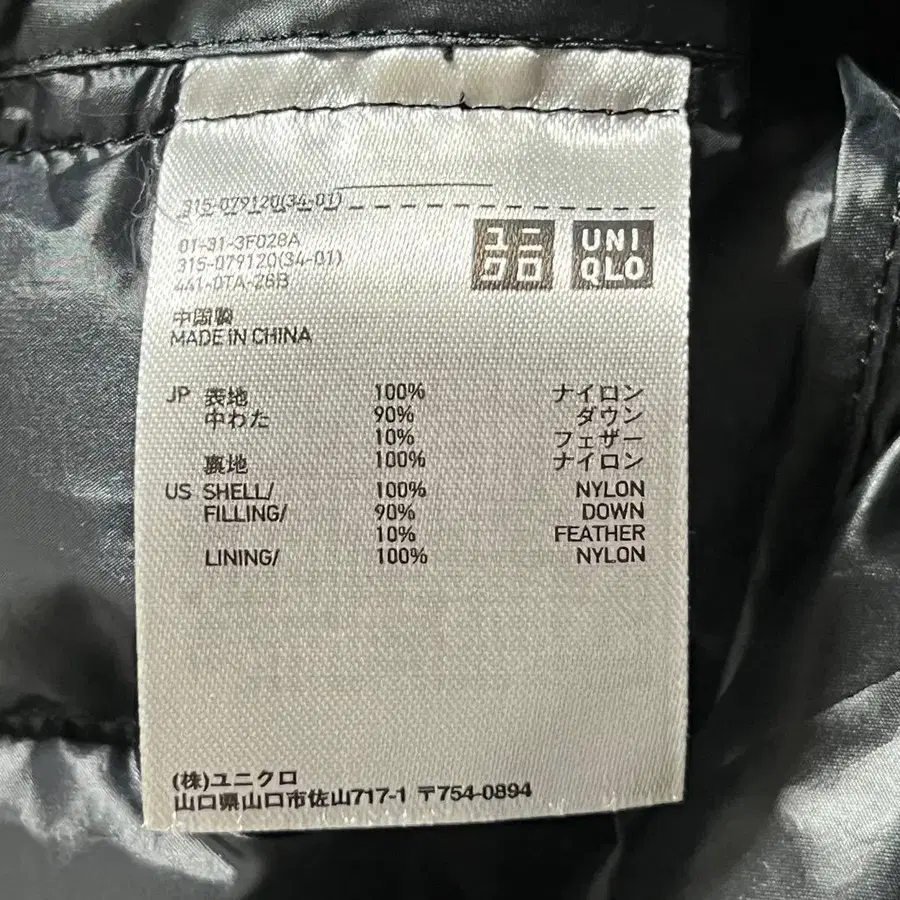 315-079120(34-01)
01-31-3F028A
315-079120(34-01)
441-0TA-28B
ユニ
クロ
UNI
QLO
中国製
MADE IN CHINA
JP 表地 100% ナイロン
中わた 90% ダウン
10% フェザー
裏地 100% ナイロン
US SHELL/ 100% NYLON
FILLING/ 90% DOWN
10% FEATHER
LINING/ 100% NYLON
(株)ユニクロ
山口県山口市佐山717-1 〒754-0894